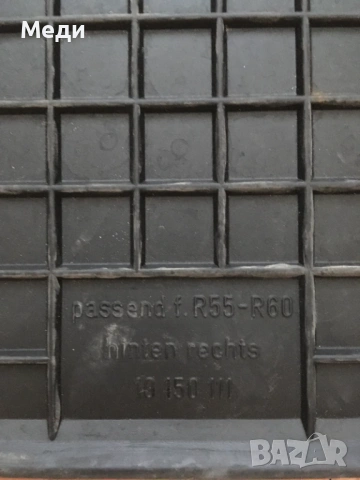 Меди
passend f. R55-R60
hinten rechts
10 150 111
BAZAR